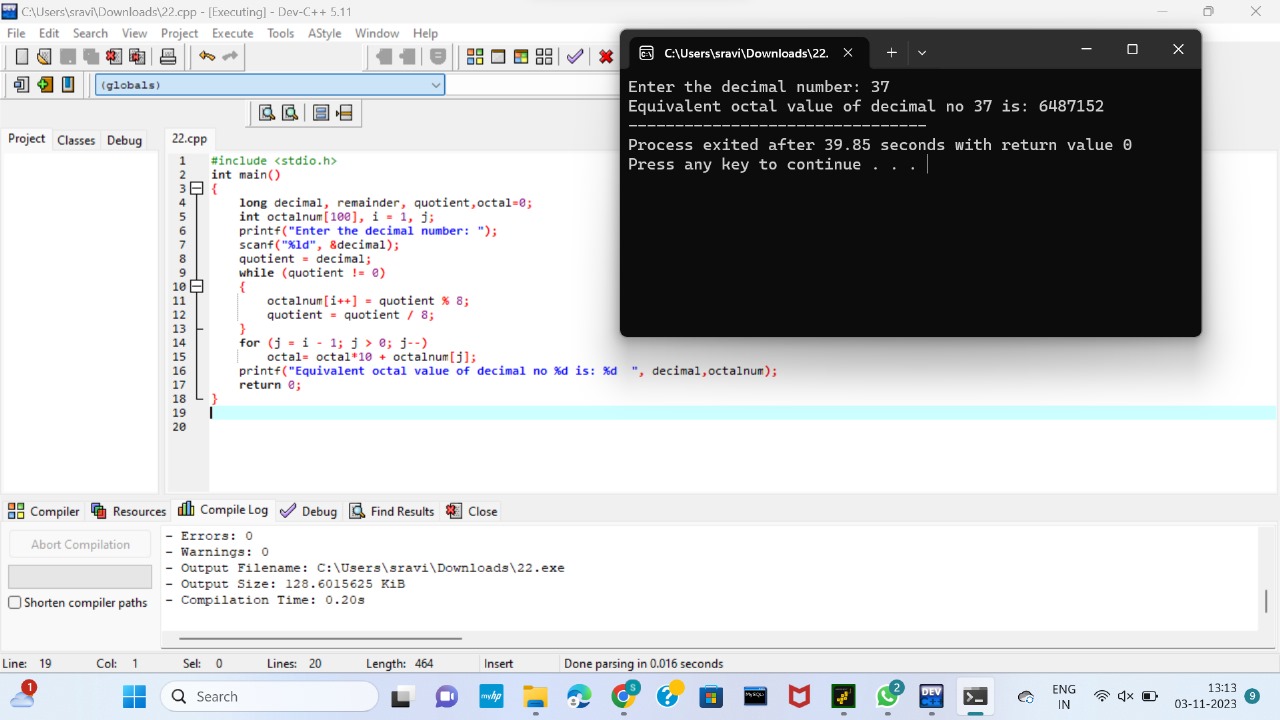 C:\Users\sravi\Downloads\22.cpp - [Executing] - Dev-C++ 5.11
File Edit Search View Project Execute Tools AStyle Window Help
(globals)
Project Classes Debug
22.cpp
1 #include <stdio.h>
2 int main()
3 {
4 long decimal, remainder, quotient,octal=0;
5 int octalnum[100], i = 1, j;
6 printf("Enter the decimal number: ");
7 scanf("%ld", &decimal);
8 quotient = decimal;
9 while (quotient != 0)
10 {
11 octalnum[i++] = quotient % 8;
12 quotient = quotient / 8;
13 }
14 for (j = i - 1; j > 0; j--)
15 octal= octal*10 + octalnum[j];
16 printf("Equivalent octal value of decimal no %d is: %d  ", decimal,octalnum);
17 return 0;
18 }
19
20
C:\Users\sravi\Downloads\22.
Enter the decimal number: 37
Equivalent octal value of decimal no 37 is: 6487152
--------------------------------
Process exited after 39.85 seconds with return value 0
Press any key to continue . . .
Compiler Resources Compile Log Debug Find Results Close
Abort Compilation
Shorten compiler paths
- Errors: 0
- Warnings: 0
- Output Filename: C:\Users\sravi\Downloads\22.exe
- Output Size: 128.6015625 KiB
- Compilation Time: 0.20s
Line: 19 Col: 1 Sel: 0 Lines: 20 Length: 464 Insert Done parsing in 0.016 seconds
1
Search
myhp
S
2
DEV
MySQL
ENG
IN
13:13
03-11-2023
9